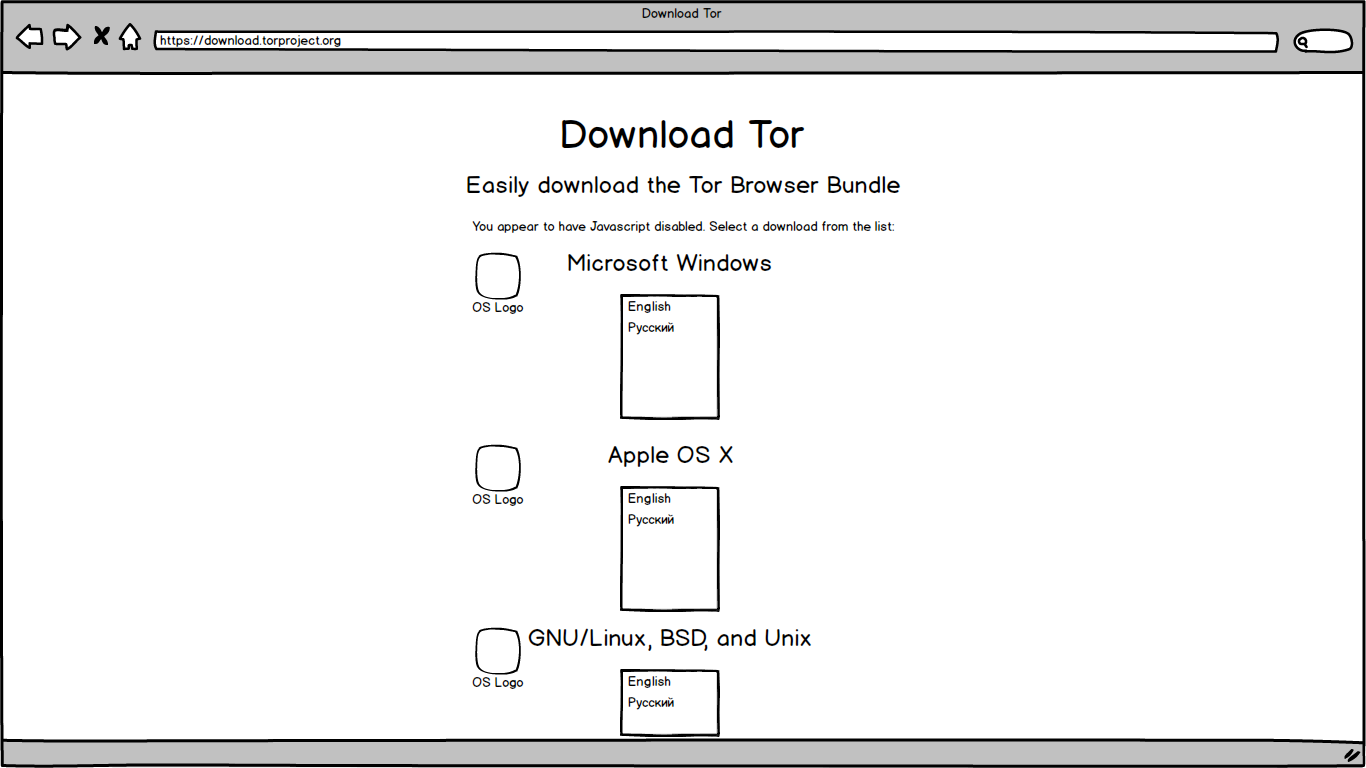 Download Tor
https://download.torproject.org
Download Tor
Easily download the Tor Browser Bundle
You appear to have Javascript disabled. Select a download from the list:
Microsoft Windows
OS Logo
English
Русский
Apple OS X
OS Logo
English
Русский
GNU/Linux, BSD, and Unix
OS Logo
English
Русский